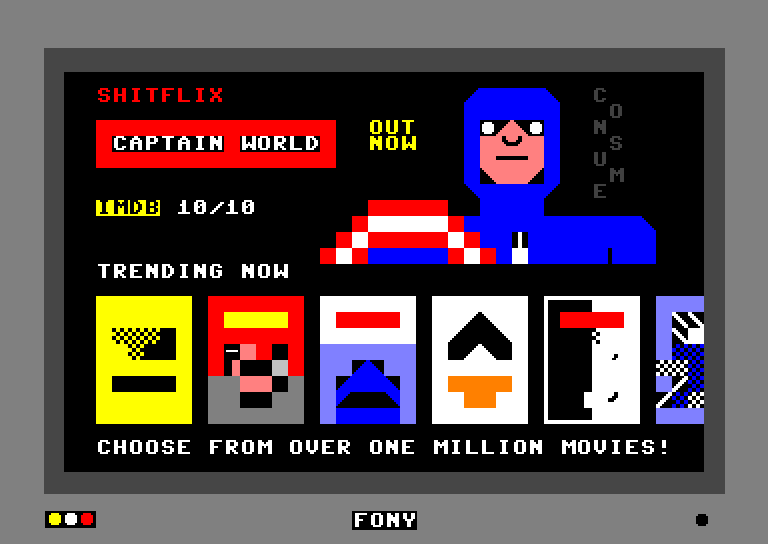 SHITFLIX
CAPTAIN WORLD
OUT
NOW
CONSUME
IMDB 10/10
TRENDING NOW
CHOOSE FROM OVER ONE MILLION MOVIES!
FONY